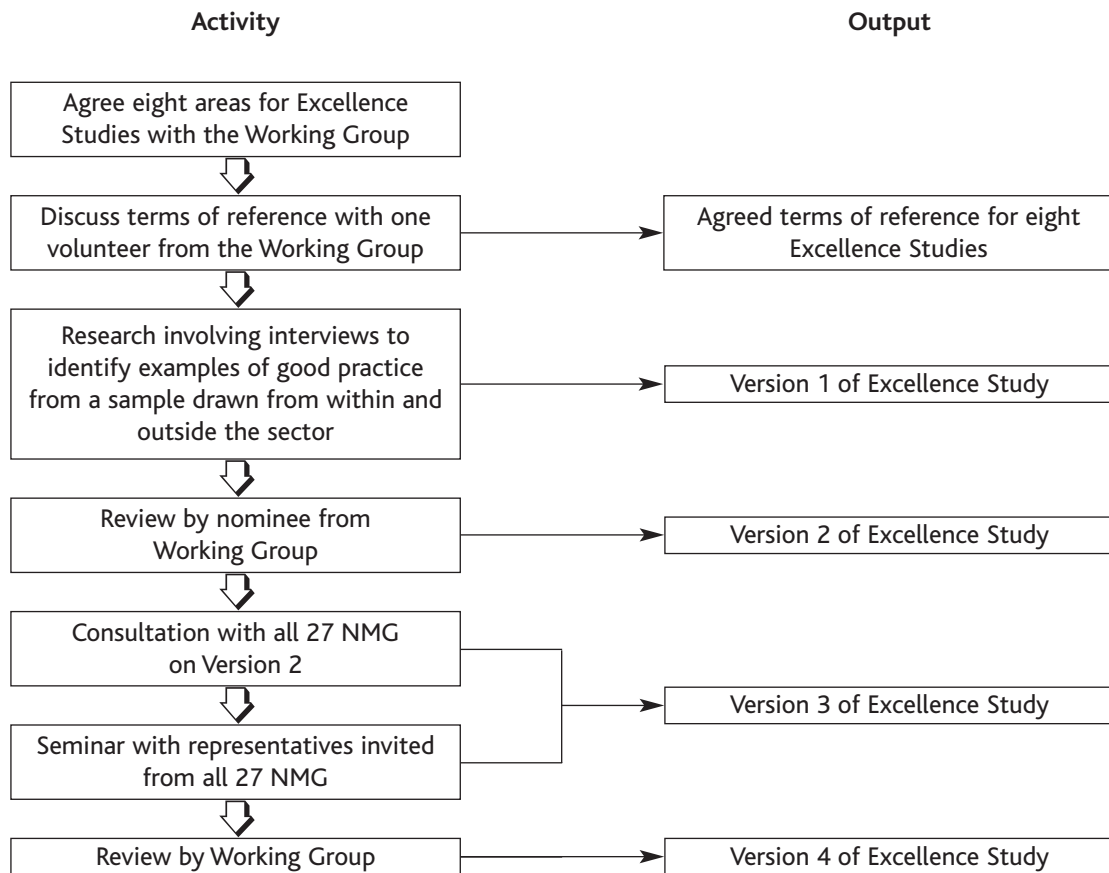 Activity
Output
Agree eight areas for Excellence
Studies with the Working Group
Discuss terms of reference with one
volunteer from the Working Group
Agreed terms of reference for eight
Excellence Studies
Research involving interviews to
identify examples of good practice
from a sample drawn from within and
outside the sector
Version 1 of Excellence Study
Review by nominee from
Working Group
Version 2 of Excellence Study
Consultation with all 27 NMG
on Version 2
Version 3 of Excellence Study
Seminar with representatives invited
from all 27 NMG
Review by Working Group
Version 4 of Excellence Study